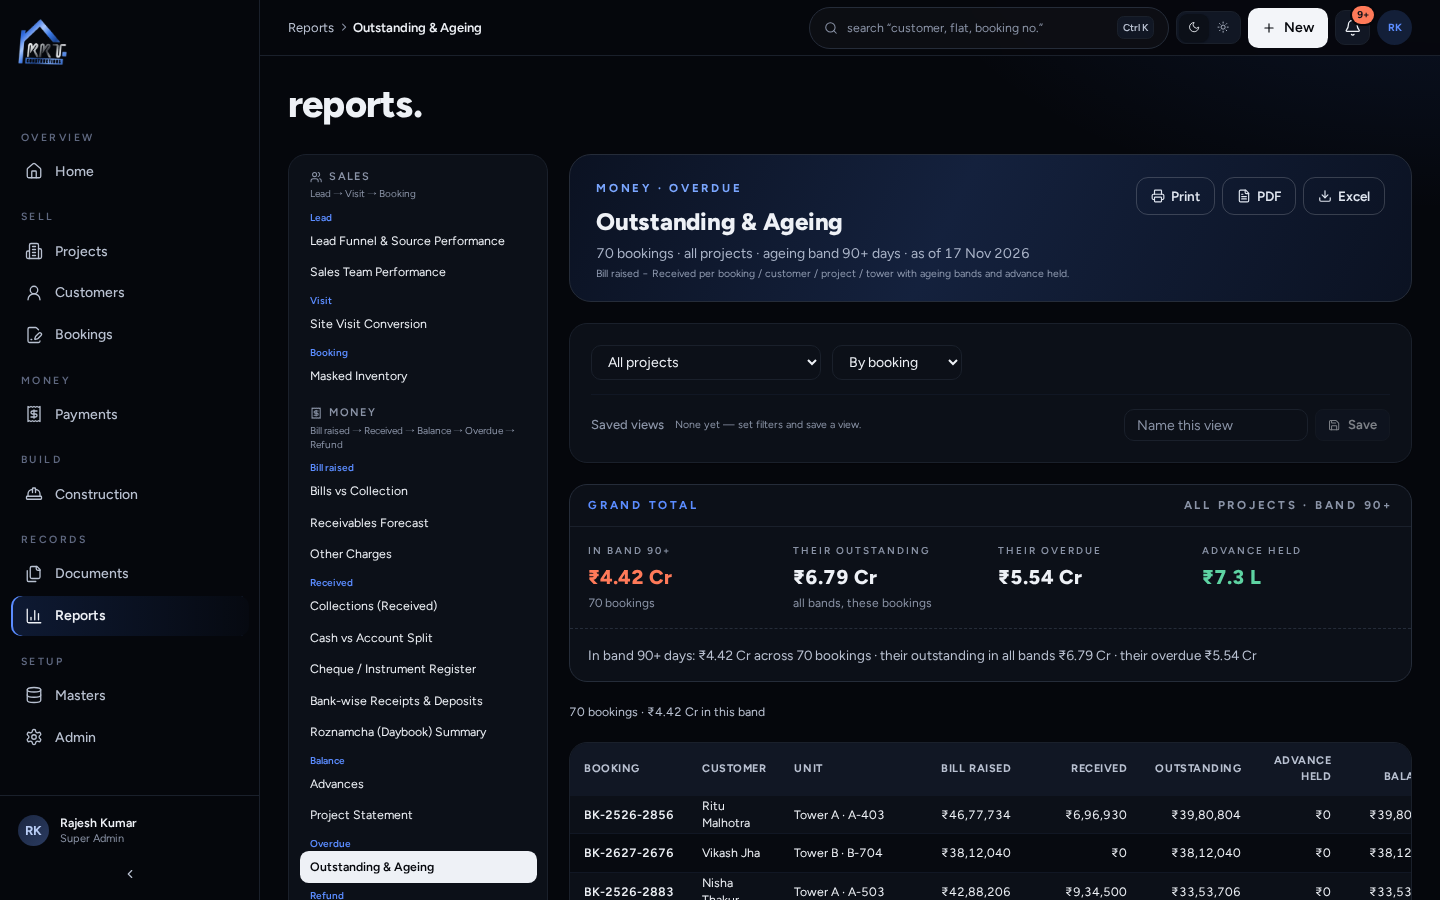 Reports > Outstanding & Ageing
search “customer, flat, booking no.”
Ctrl K
+ New
9+
RK
OVERVIEW
Home
SELL
Projects
Customers
Bookings
MONEY
Payments
BUILD
Construction
RECORDS
Documents
Reports
SETUP
Masters
Admin
RK
Rajesh Kumar
Super Admin
reports.
SALES
Lead → Visit → Booking
Lead
Lead Funnel & Source Performance
Sales Team Performance
Visit
Site Visit Conversion
Booking
Masked Inventory
MONEY
Bill raised → Received → Balance → Overdue →
Refund
Bill raised
Bills vs Collection
Receivables Forecast
Other Charges
Received
Collections (Received)
Cash vs Account Split
Cheque / Instrument Register
Bank-wise Receipts & Deposits
Roznamcha (Daybook) Summary
Balance
Advances
Project Statement
Overdue
Outstanding & Ageing
Refund
MONEY · OVERDUE
Outstanding & Ageing
70 bookings · all projects · ageing band 90+ days · as of 17 Nov 2026
Bill raised − Received per booking / customer / project / tower with ageing bands and advance held.
Print
PDF
Excel
All projects
By booking
Saved views
None yet — set filters and save a view.
Name this view
Save
GRAND TOTAL
ALL PROJECTS · BAND 90+
IN BAND 90+ THEIR OUTSTANDING THEIR OVERDUE ADVANCE HELD
₹4.42 Cr ₹6.79 Cr ₹5.54 Cr ₹7.3 L
70 bookings all bands, these bookings
In band 90+ days: ₹4.42 Cr across 70 bookings · their outstanding in all bands ₹6.79 Cr · their overdue ₹5.54 Cr
70 bookings · ₹4.42 Cr in this band
BOOKING CUSTOMER UNIT BILL RAISED RECEIVED OUTSTANDING ADVANCE HELD BALA
BK-2526-2856 Ritu Malhotra Tower A · A-403 ₹46,77,734 ₹6,96,930 ₹39,80,804 ₹0 ₹39,80
BK-2627-2676 Vikash Jha Tower B · B-704 ₹38,12,040 ₹0 ₹38,12,040 ₹0 ₹38,12
BK-2526-2883 Nisha Thakur Tower A · A-503 ₹42,88,206 ₹9,34,500 ₹33,53,706 ₹0 ₹33,53